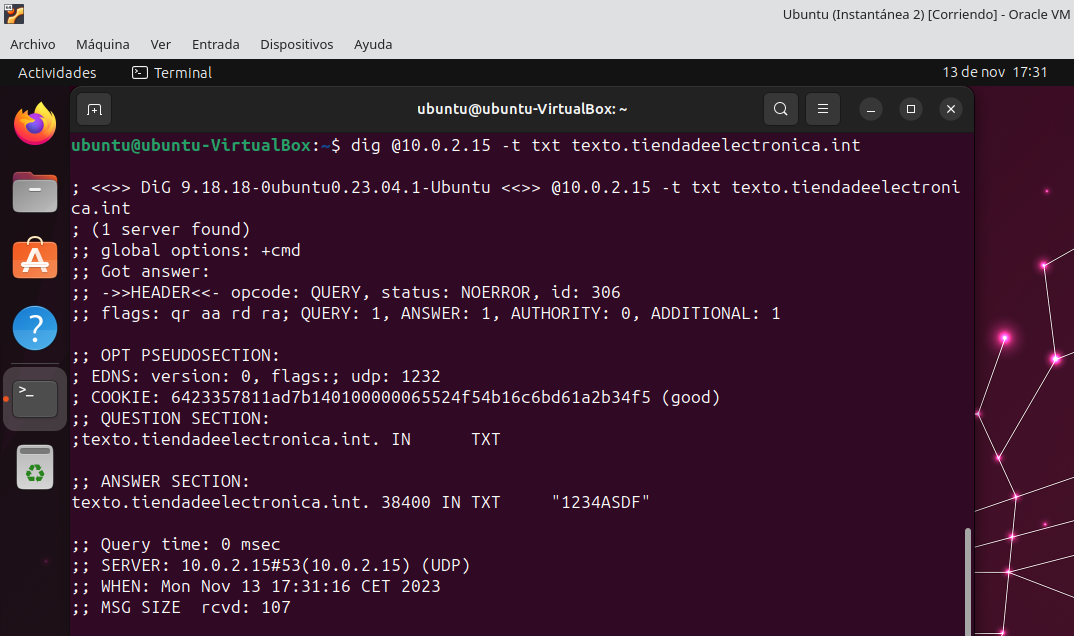 Ubuntu (Instantánea 2) [Corriendo] - Oracle VM
Archivo Máquina Ver Entrada Dispositivos Ayuda
Actividades Terminal 13 de nov 17:31
ubuntu@ubuntu-VirtualBox: ~
ubuntu@ubuntu-VirtualBox:~$ dig @10.0.2.15 -t txt texto.tiendadeelectronica.int
; <<>> DiG 9.18.18-0ubuntu0.23.04.1-Ubuntu <<>> @10.0.2.15 -t txt texto.tiendadeelectroni
ca.int
; (1 server found)
;; global options: +cmd
;; Got answer:
;; ->>HEADER<<- opcode: QUERY, status: NOERROR, id: 306
;; flags: qr aa rd ra; QUERY: 1, ANSWER: 1, AUTHORITY: 0, ADDITIONAL: 1
;; OPT PSEUDOSECTION:
; EDNS: version: 0, flags:; udp: 1232
; COOKIE: 6423357811ad7b140100000065524f54b16c6bd61a2b34f5 (good)
;; QUESTION SECTION:
;texto.tiendadeelectronica.int. IN TXT
;; ANSWER SECTION:
texto.tiendadeelectronica.int. 38400 IN TXT "1234ASDF"
;; Query time: 0 msec
;; SERVER: 10.0.2.15#53(10.0.2.15) (UDP)
;; WHEN: Mon Nov 13 17:31:16 CET 2023
;; MSG SIZE rcvd: 107